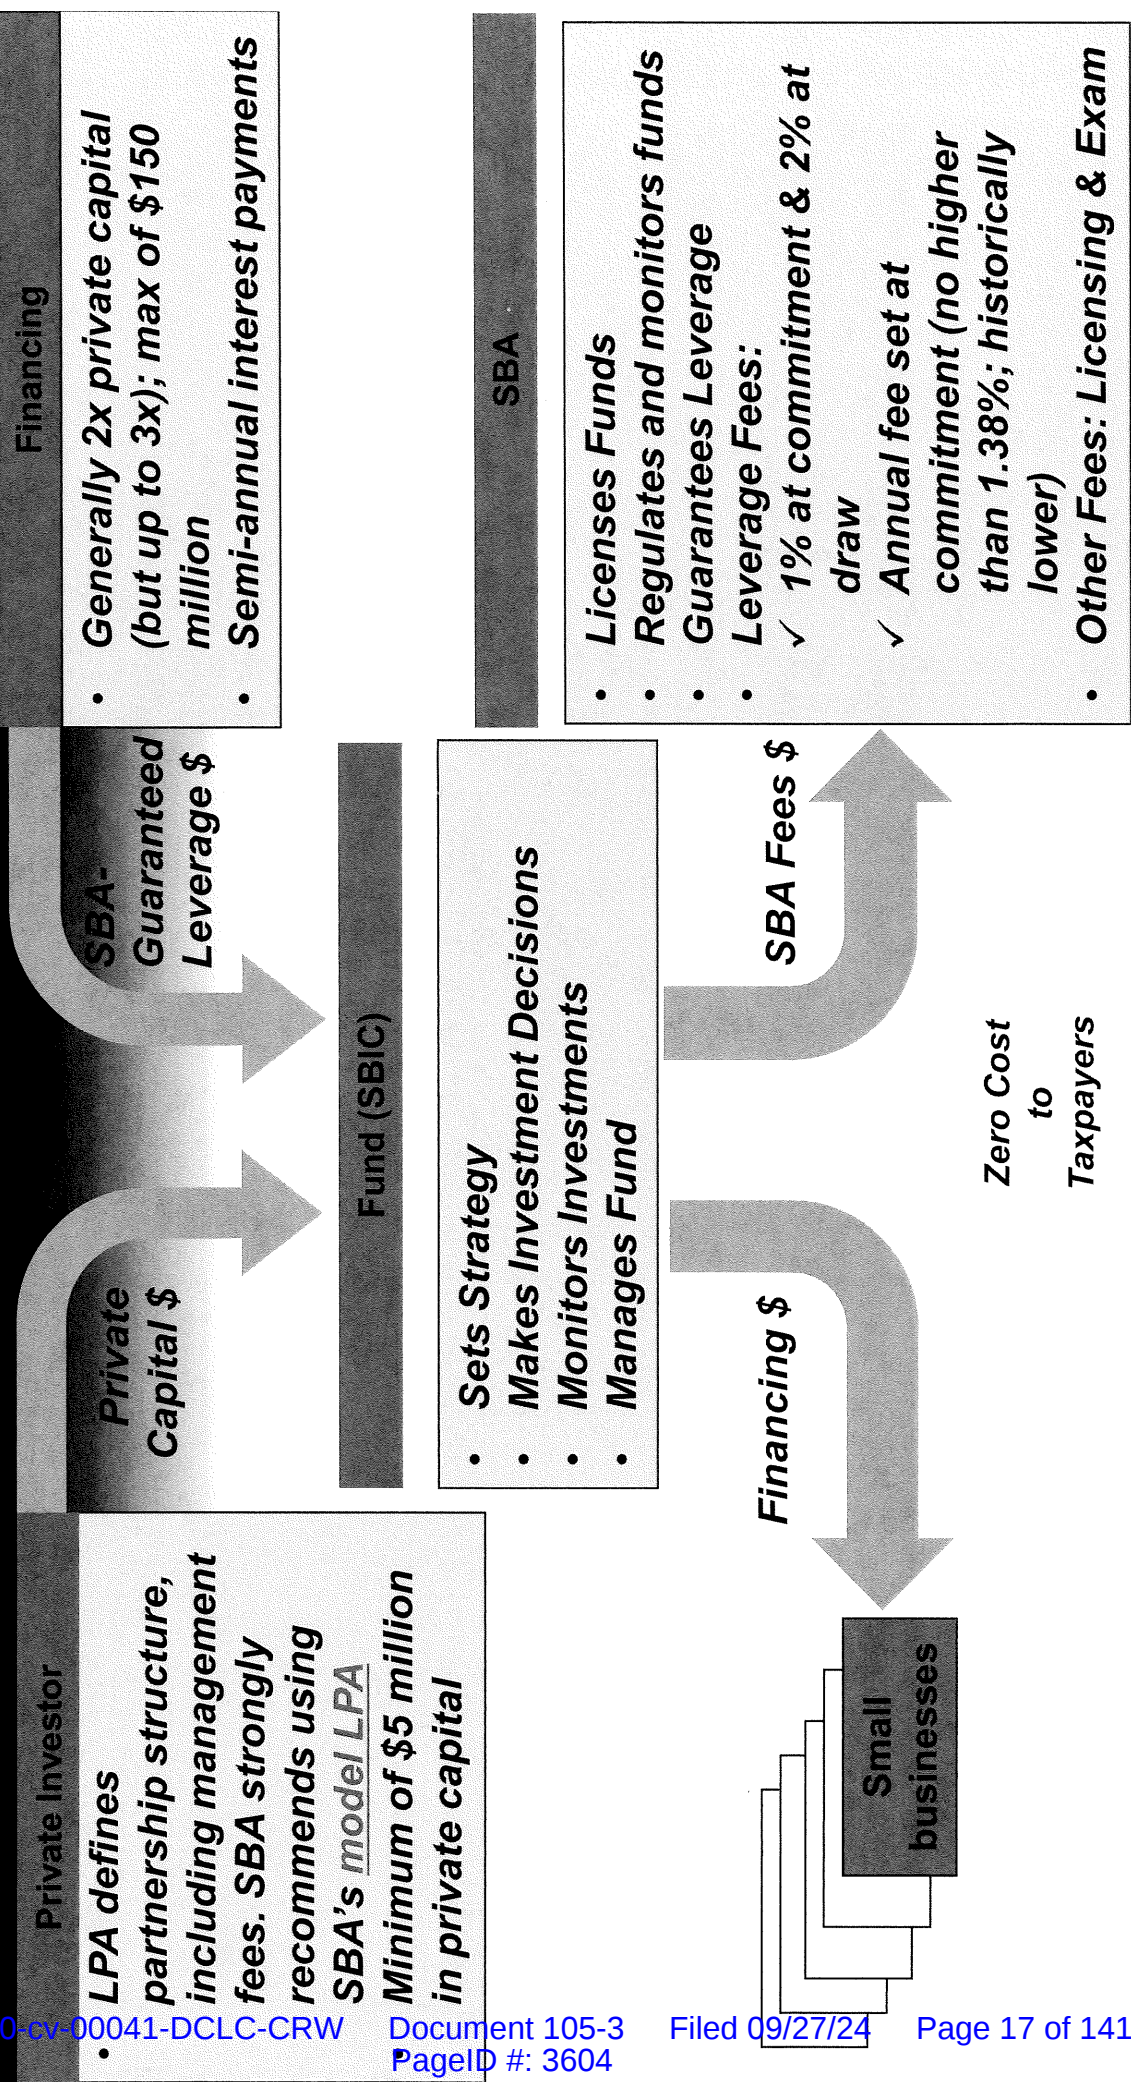 Private Investor
• LPA defines
partnership structure,
including management
fees. SBA strongly
recommends using
SBA's model LPA
• Minimum of $5 million
in private capital
Private
Capital $
SBA-
Guaranteed
Leverage $
Financing
• Generally 2x private capital
(but up to 3x); max of $150
million
• Semi-annual interest payments
Fund (SBIC)
• Sets Strategy
• Makes Investment Decisions
• Monitors Investments
• Manages Fund
SBA
• Licenses Funds
• Regulates and monitors funds
• Guarantees Leverage
• Leverage Fees:
✓ 1% at commitment & 2% at
draw
✓ Annual fee set at
commitment (no higher
than 1.38%; historically
lower)
• Other Fees: Licensing & Exam
Financing $
SBA Fees $
Small
businesses
Zero Cost
to
Taxpayers
0-cv-00041-DCLC-CRW Document 105-3 Filed 09/27/24 Page 17 of 141
PageID #: 3604